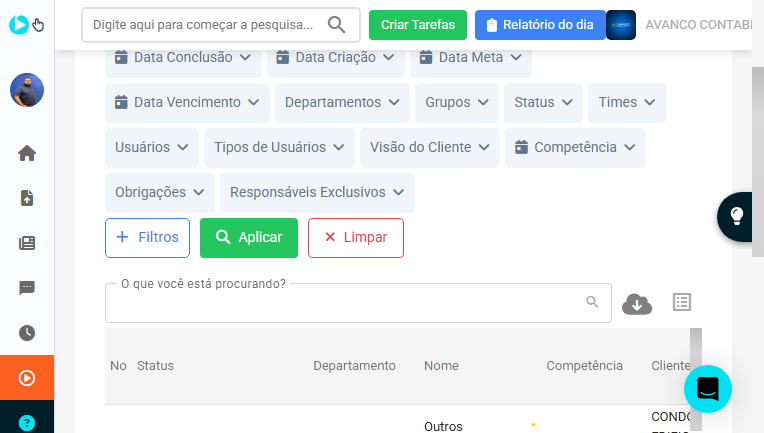 Digite aqui para começar a pesquisa... Criar Tarefas Relatório do dia AVANCO CONTABI
Data Conclusão Data Criação Data Meta
Data Vencimento Departamentos Grupos Status Times
Usuários Tipos de Usuários Visão do Cliente Competência
Obrigações Responsáveis Exclusivos
+ Filtros Aplicar × Limpar
O que você está procurando?
No Status Departamento Nome Competência Cliente
CONDO
Outros *